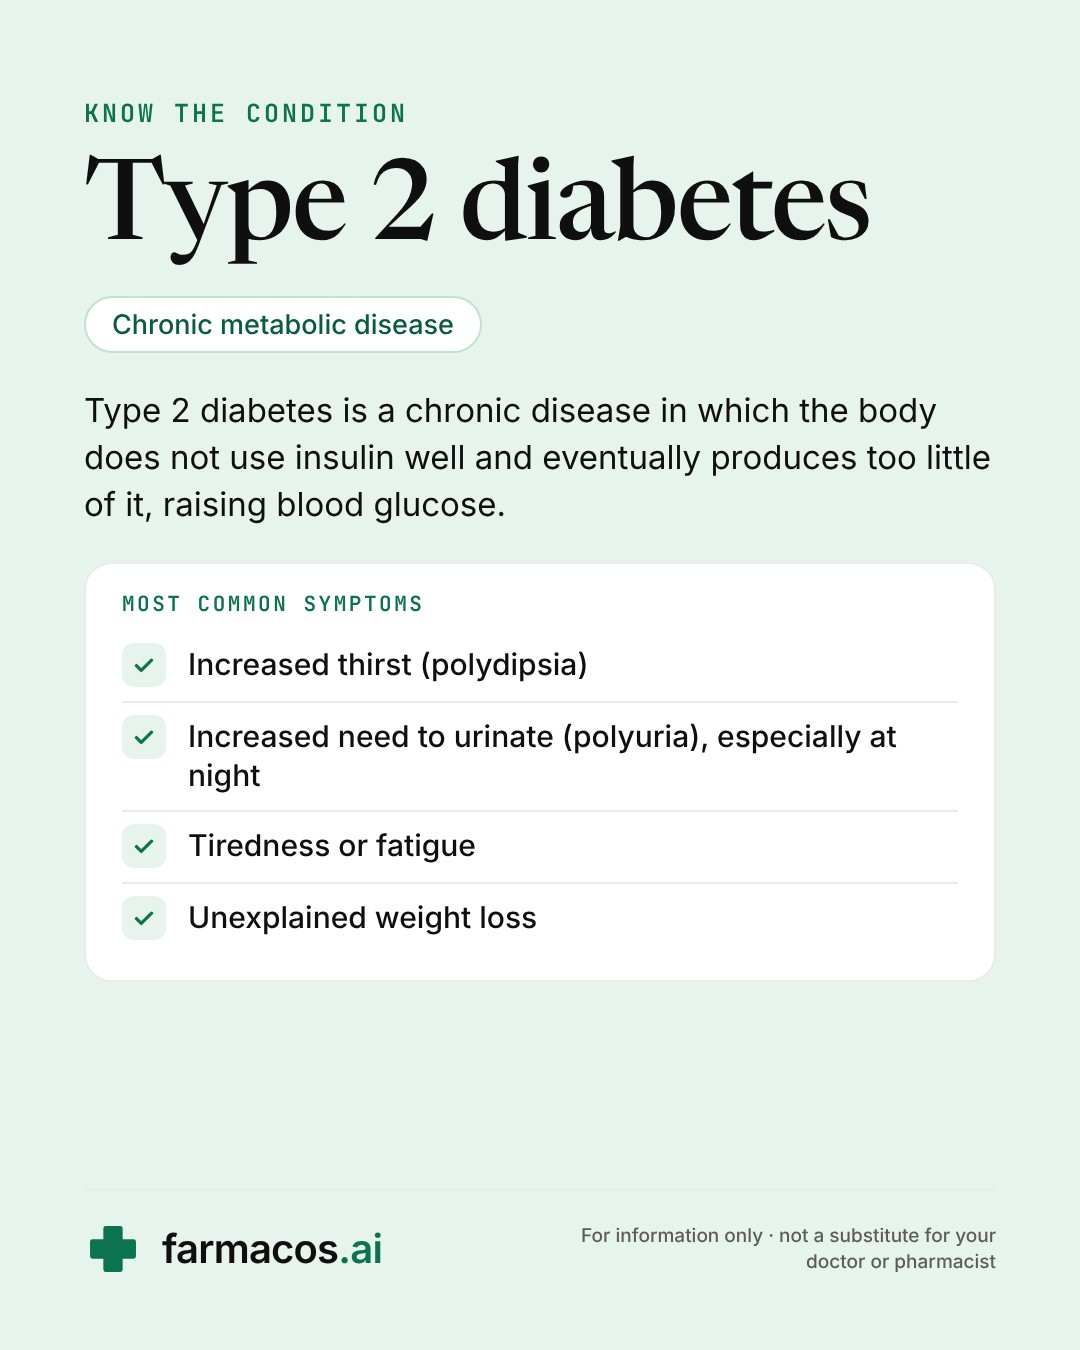 KNOW THE CONDITION
Type 2 diabetes
Chronic metabolic disease
Type 2 diabetes is a chronic disease in which the body
does not use insulin well and eventually produces too little
of it, raising blood glucose.
MOST COMMON SYMPTOMS
Increased thirst (polydipsia)
Increased need to urinate (polyuria), especially at
night
Tiredness or fatigue
Unexplained weight loss
farmacos.ai
For information only · not a substitute for your
doctor or pharmacist